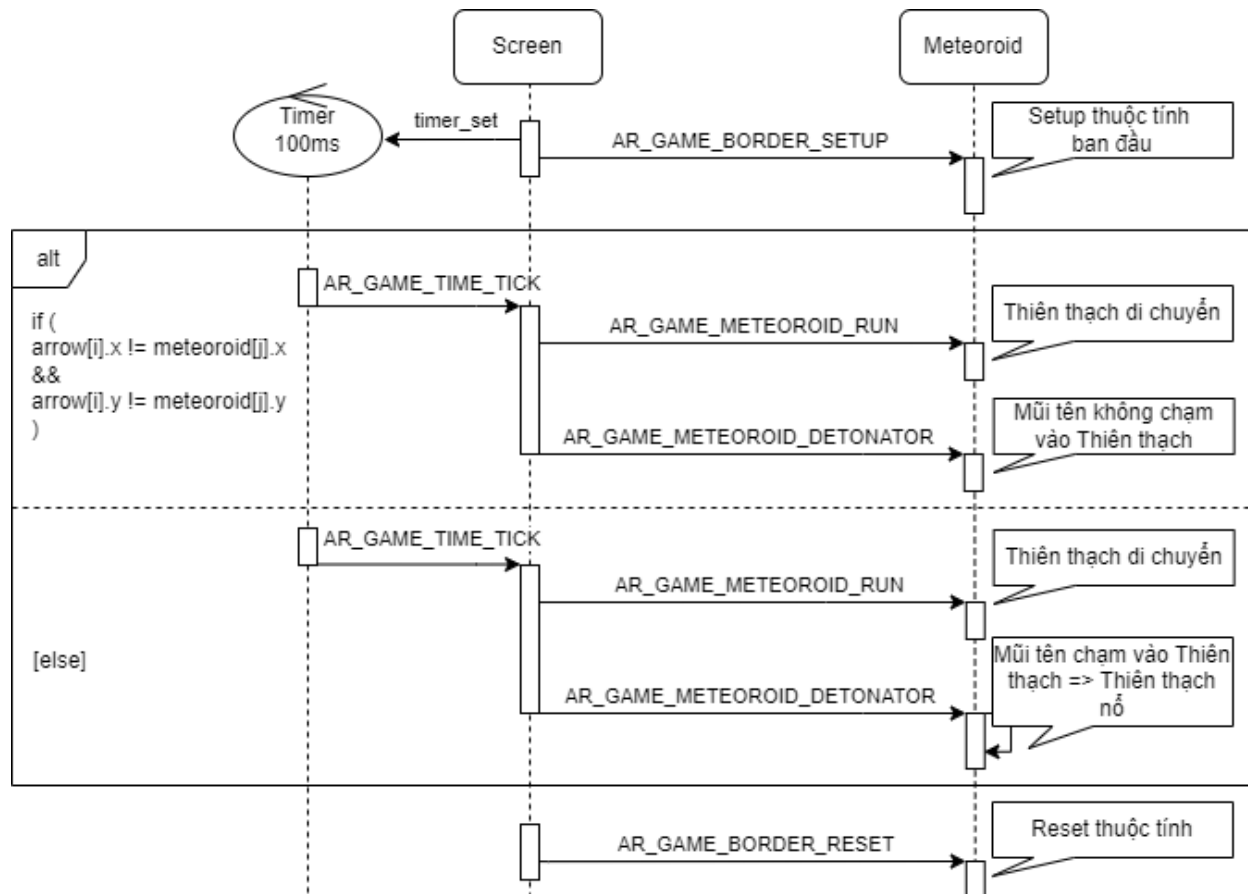 Screen
Meteoroid
Timer
100ms
timer_set
AR_GAME_BORDER_SETUP
Setup thuộc tính
ban đầu
alt
if (
arrow[i].x != meteoroid[j].x
&&
arrow[i].y != meteoroid[j].y
)
AR_GAME_TIME_TICK
AR_GAME_METEOROID_RUN
Thiên thạch di chuyển
AR_GAME_METEOROID_DETONATOR
Mũi tên không chạm
vào Thiên thạch
AR_GAME_TIME_TICK
AR_GAME_METEOROID_RUN
Thiên thạch di chuyển
[else]
AR_GAME_METEOROID_DETONATOR
Mũi tên chạm vào Thiên
thạch => Thiên thạch
nổ
AR_GAME_BORDER_RESET
Reset thuộc tính